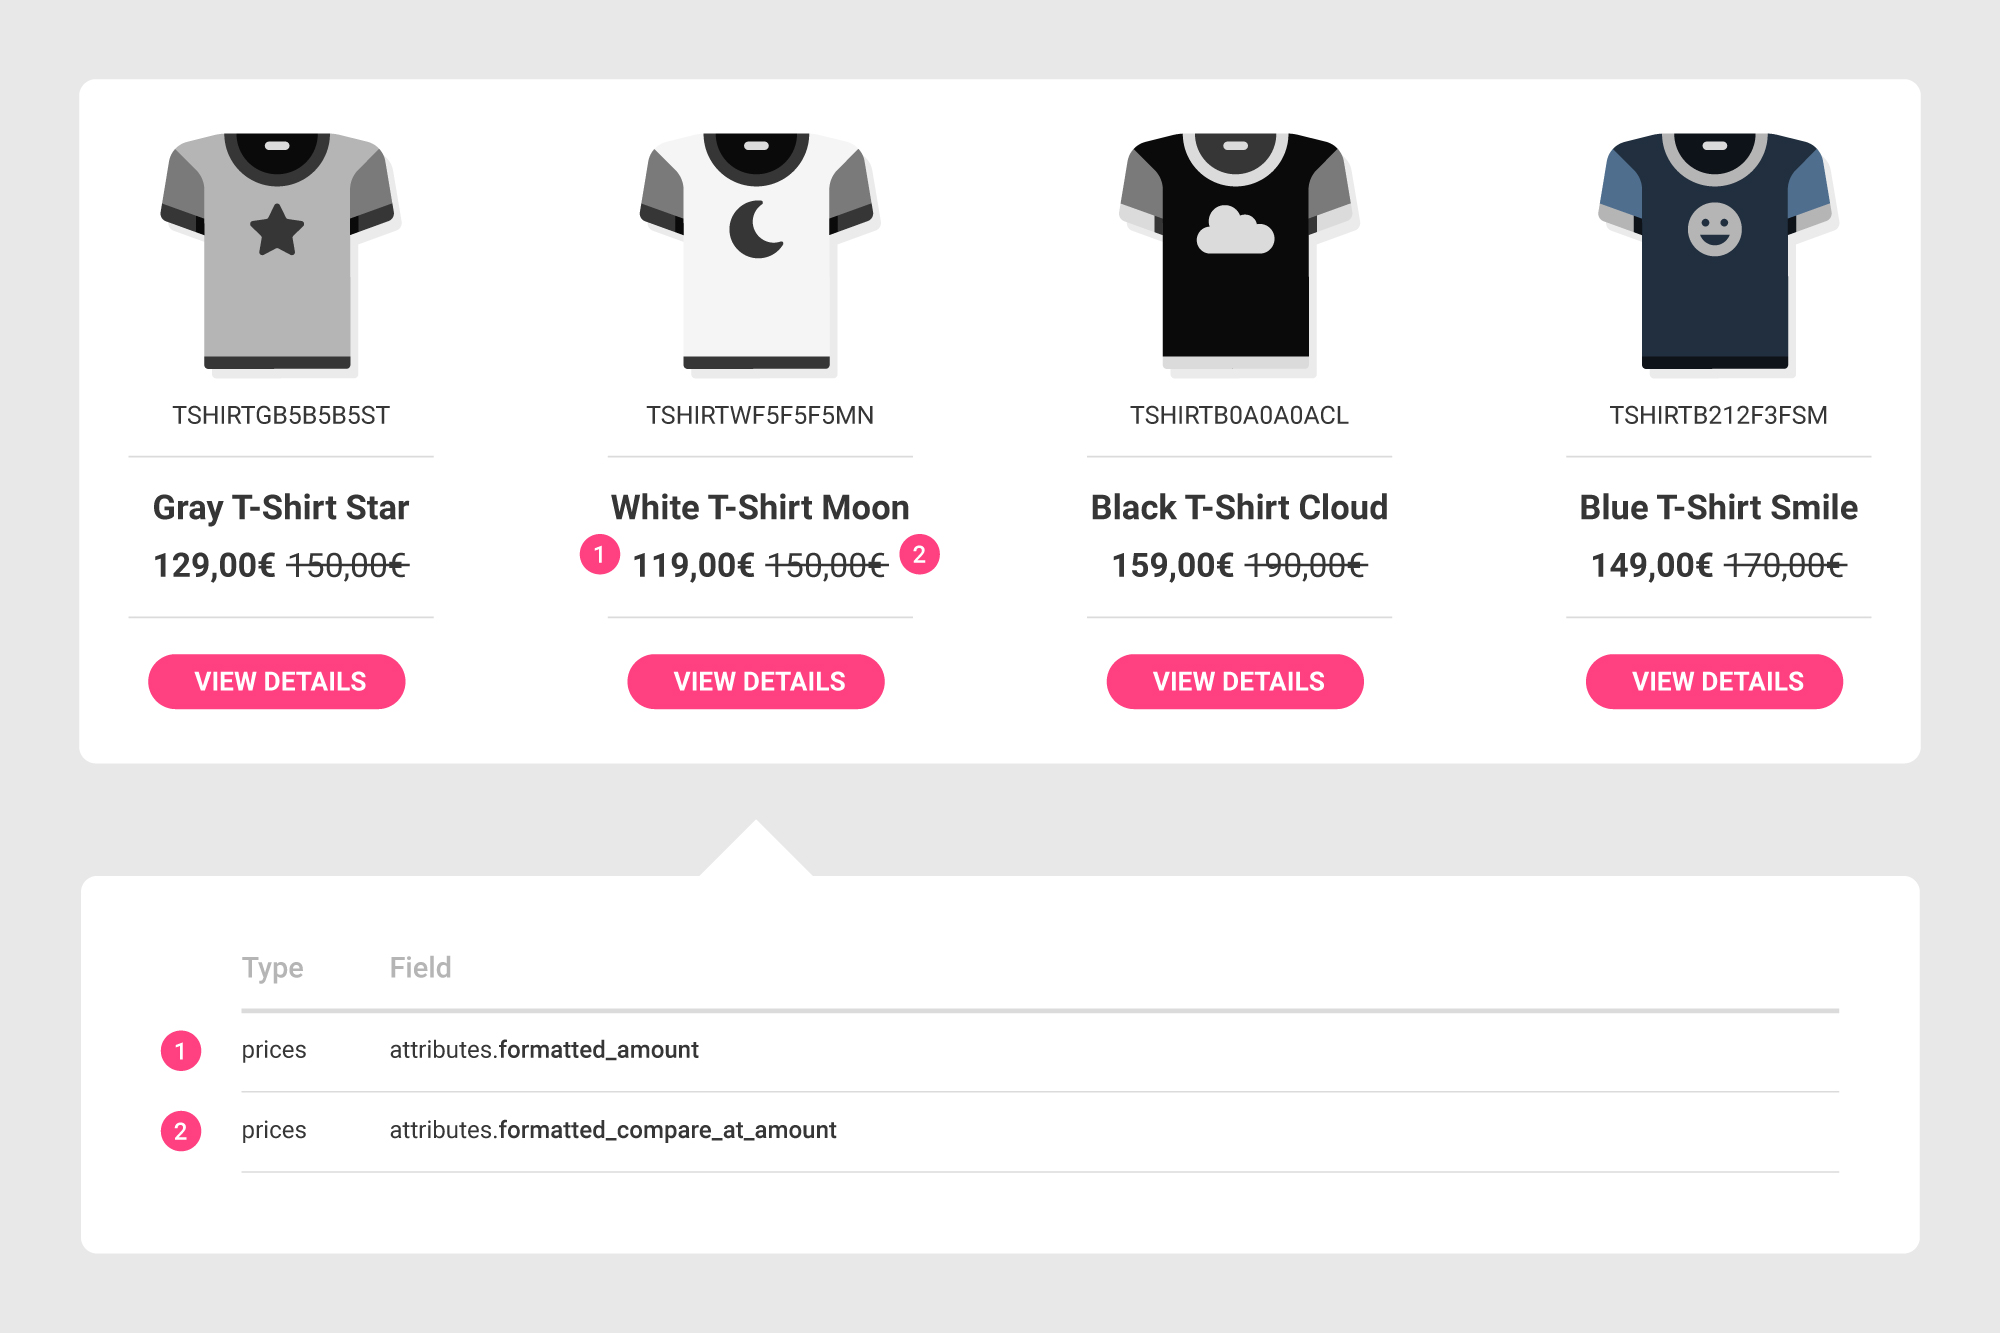 TSHIRTGB5B5B5ST
TSHIRTWF5F5F5MN
TSHIRTB0A0A0ACL
TSHIRTB212F3FSM
Gray T-Shirt Star
White T-Shirt Moon
Black T-Shirt Cloud
Blue T-Shirt Smile
129,00€ 150,00€
1 119,00€ 150,00€ 2
159,00€ 190,00€
149,00€ 170,00€
VIEW DETAILS
VIEW DETAILS
VIEW DETAILS
VIEW DETAILS
Type Field
1 prices attributes.formatted_amount
2 prices attributes.formatted_compare_at_amount